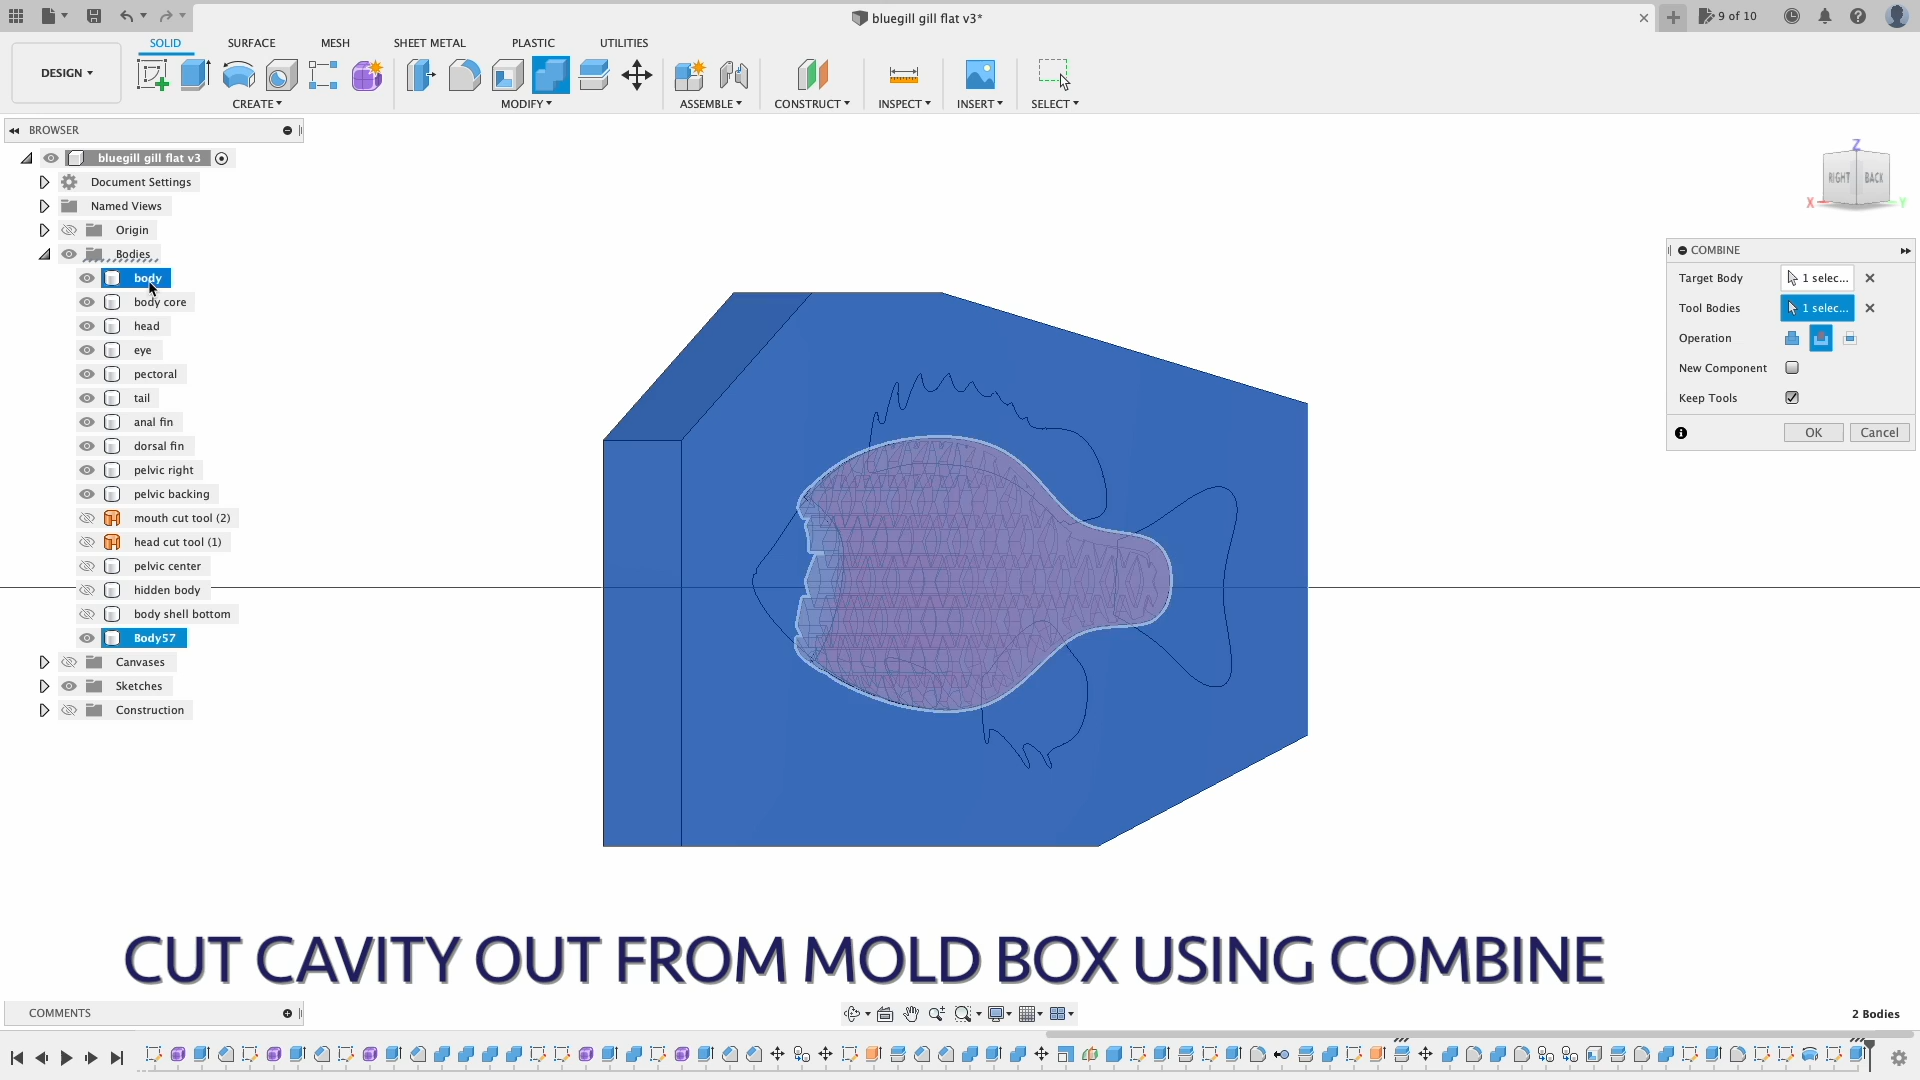 bluegill gill flat v3*
9 of 10
SOLID SURFACE MESH SHEET METAL PLASTIC UTILITIES
DESIGN
CREATE MODIFY ASSEMBLE CONSTRUCT INSPECT INSERT SELECT
BROWSER
bluegill gill flat v3
Document Settings
Named Views
Origin
Bodies
body
body core
head
eye
pectoral
tail
anal fin
dorsal fin
pelvic right
pelvic backing
mouth cut tool (2)
head cut tool (1)
pelvic center
hidden body
body shell bottom
Body57
Canvases
Sketches
Construction
Z
RIGHT BACK
X Y
COMBINE
Target Body 1 selec...
Tool Bodies 1 selec...
Operation
New Component
Keep Tools
OK Cancel
CUT CAVITY OUT FROM MOLD BOX USING COMBINE
COMMENTS
2 Bodies